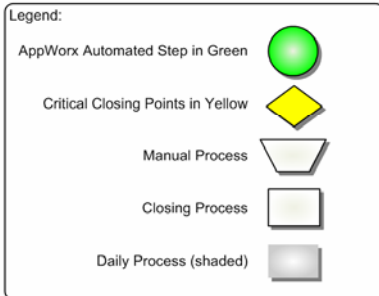 Legend:
AppWorx Automated Step in Green
Critical Closing Points in Yellow
Manual Process
Closing Process
Daily Process (shaded)